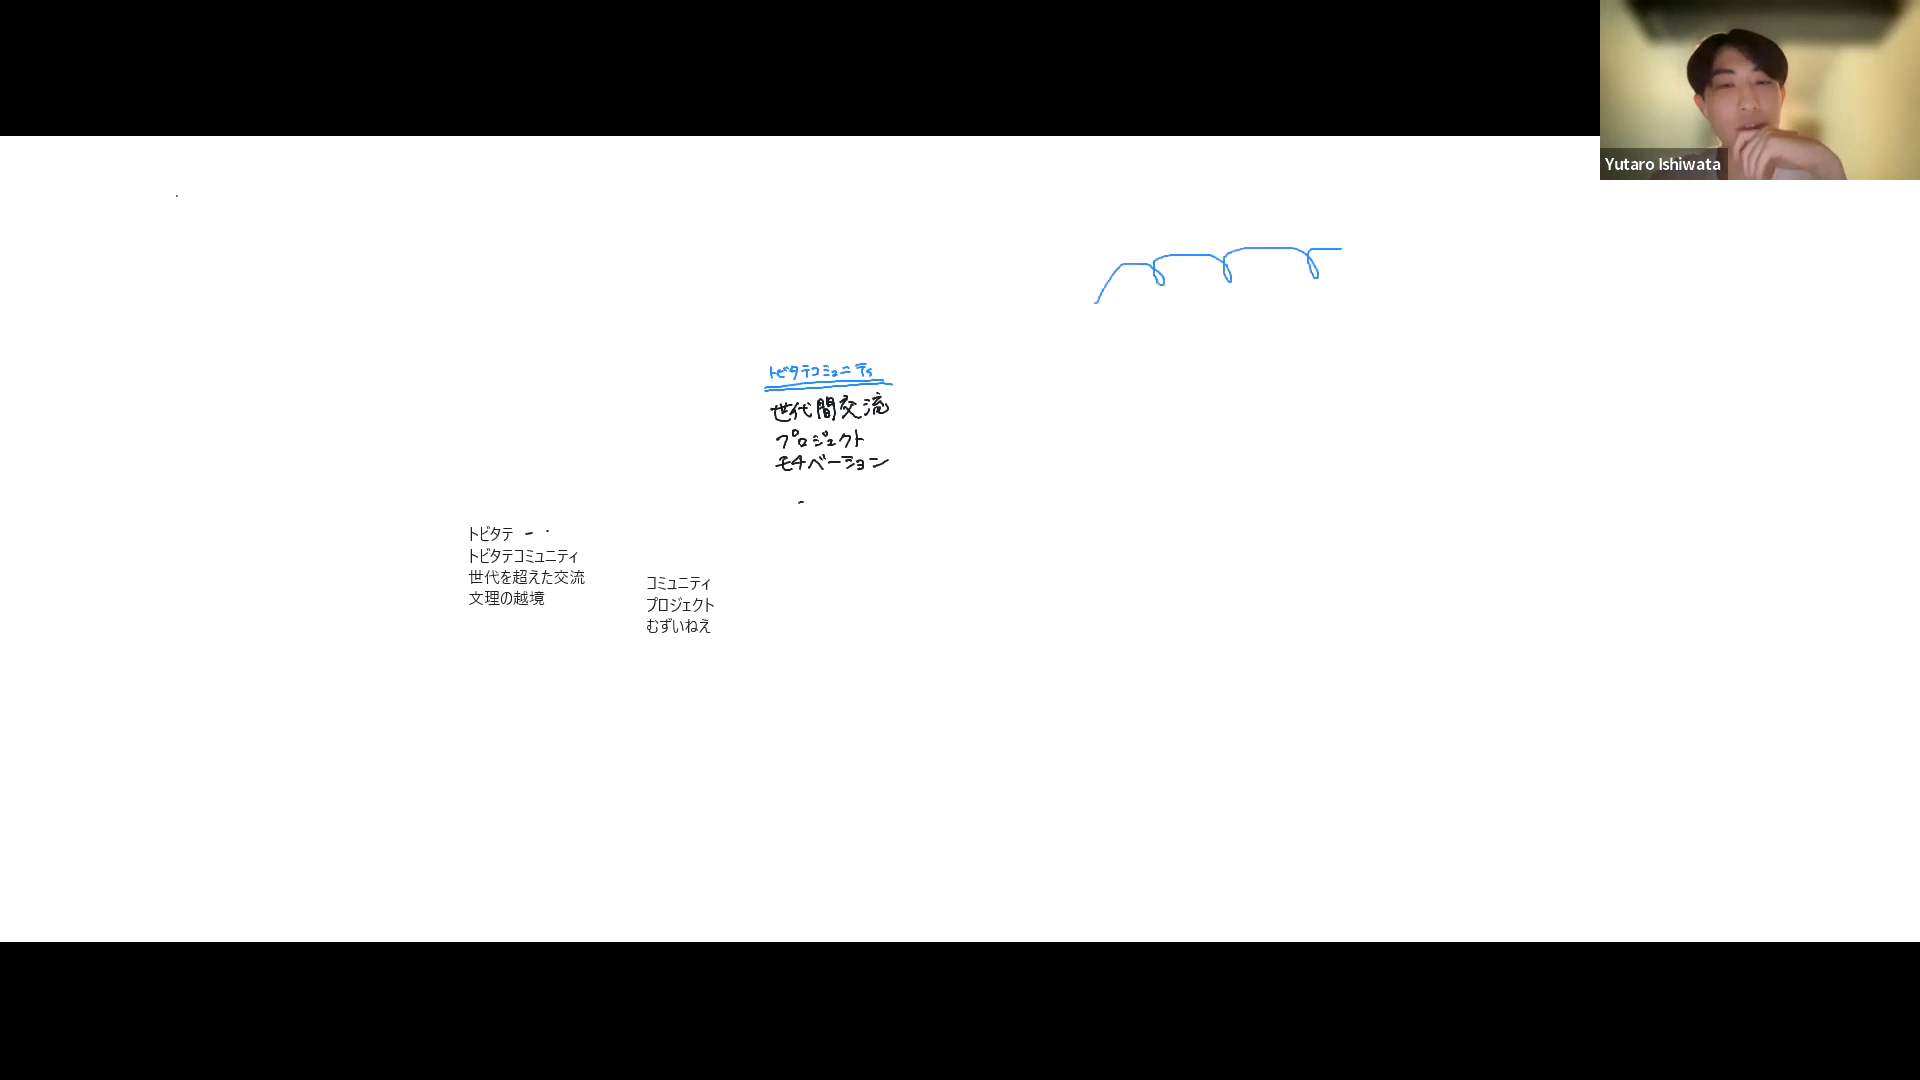 Yutaro Ishiwata
トビタテコミュニティ
世代間交流
プロジェクト
モチベーション
トビタテ
トビタテコミュニティ
世代を超えた交流
文理の越境
コミュニティ
プロジェクト
むずいねえ